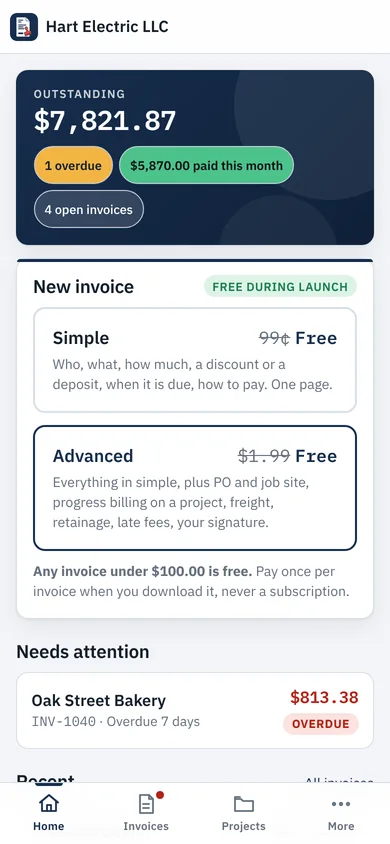 Hart Electric LLC
OUTSTANDING
$7,821.87
1 overdue
$5,870.00 paid this month
4 open invoices
New invoice
FREE DURING LAUNCH
Simple
99¢ Free
Who, what, how much, a discount or a
deposit, when it is due, how to pay. One page.
Advanced
$1.99 Free
Everything in simple, plus PO and job site,
progress billing on a project, freight,
retainage, late fees, your signature.
Any invoice under $100.00 is free. Pay once per
invoice when you download it, never a subscription.
Needs attention
Oak Street Bakery
$813.38
INV-1040 · Overdue 7 days
OVERDUE
Recent
All invoices
Home
Invoices
Projects
More